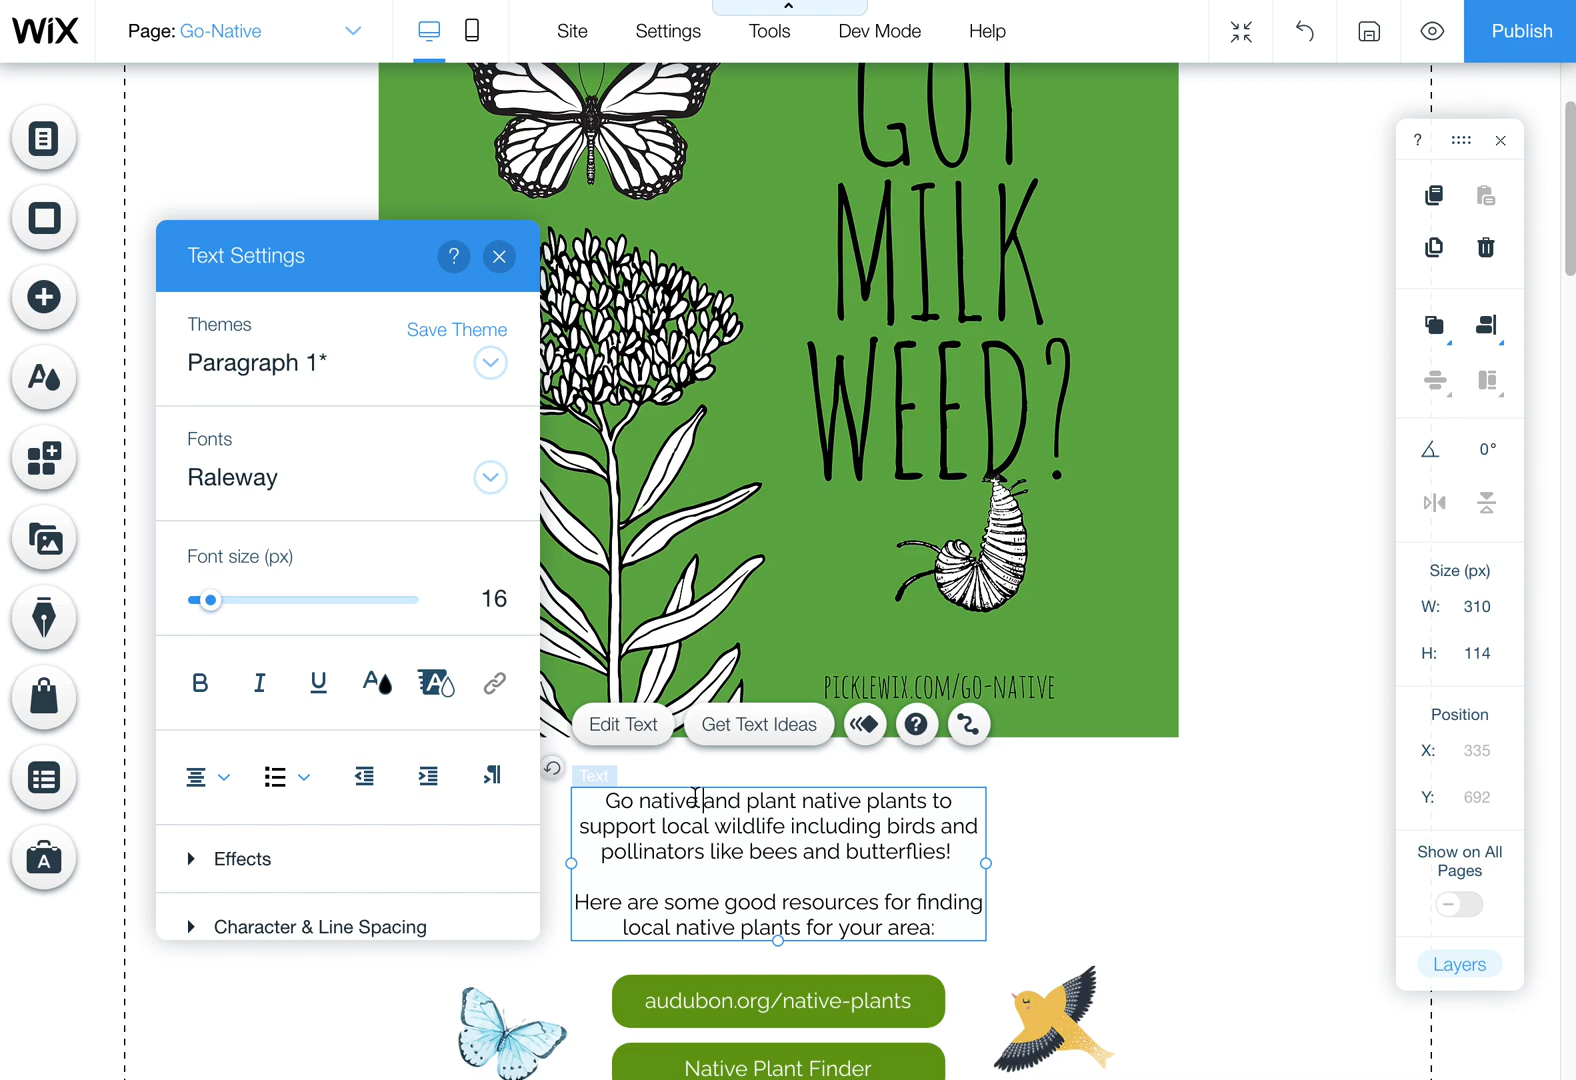 WiX
Page: Go-Native
Site
Settings
Tools
Dev Mode
Help
Publish
GOT
MILK
WEED?
PICKLEWIX.COM/GO-NATIVE
Text Settings
?
Themes
Save Theme
Paragraph 1*
Fonts
Raleway
Font size (px)
16
B I U A A
Effects
Character & Line Spacing
Edit Text
Get Text Ideas
?
Text
Go native and plant native plants to
support local wildlife including birds and
pollinators like bees and butterflies!
Here are some good resources for finding
local native plants for your area:
audubon.org/native-plants
Native Plant Finder
?
0°
Size (px)
W: 310
H: 114
Position
X: 335
Y: 692
Show on All
Pages
Layers
A
A